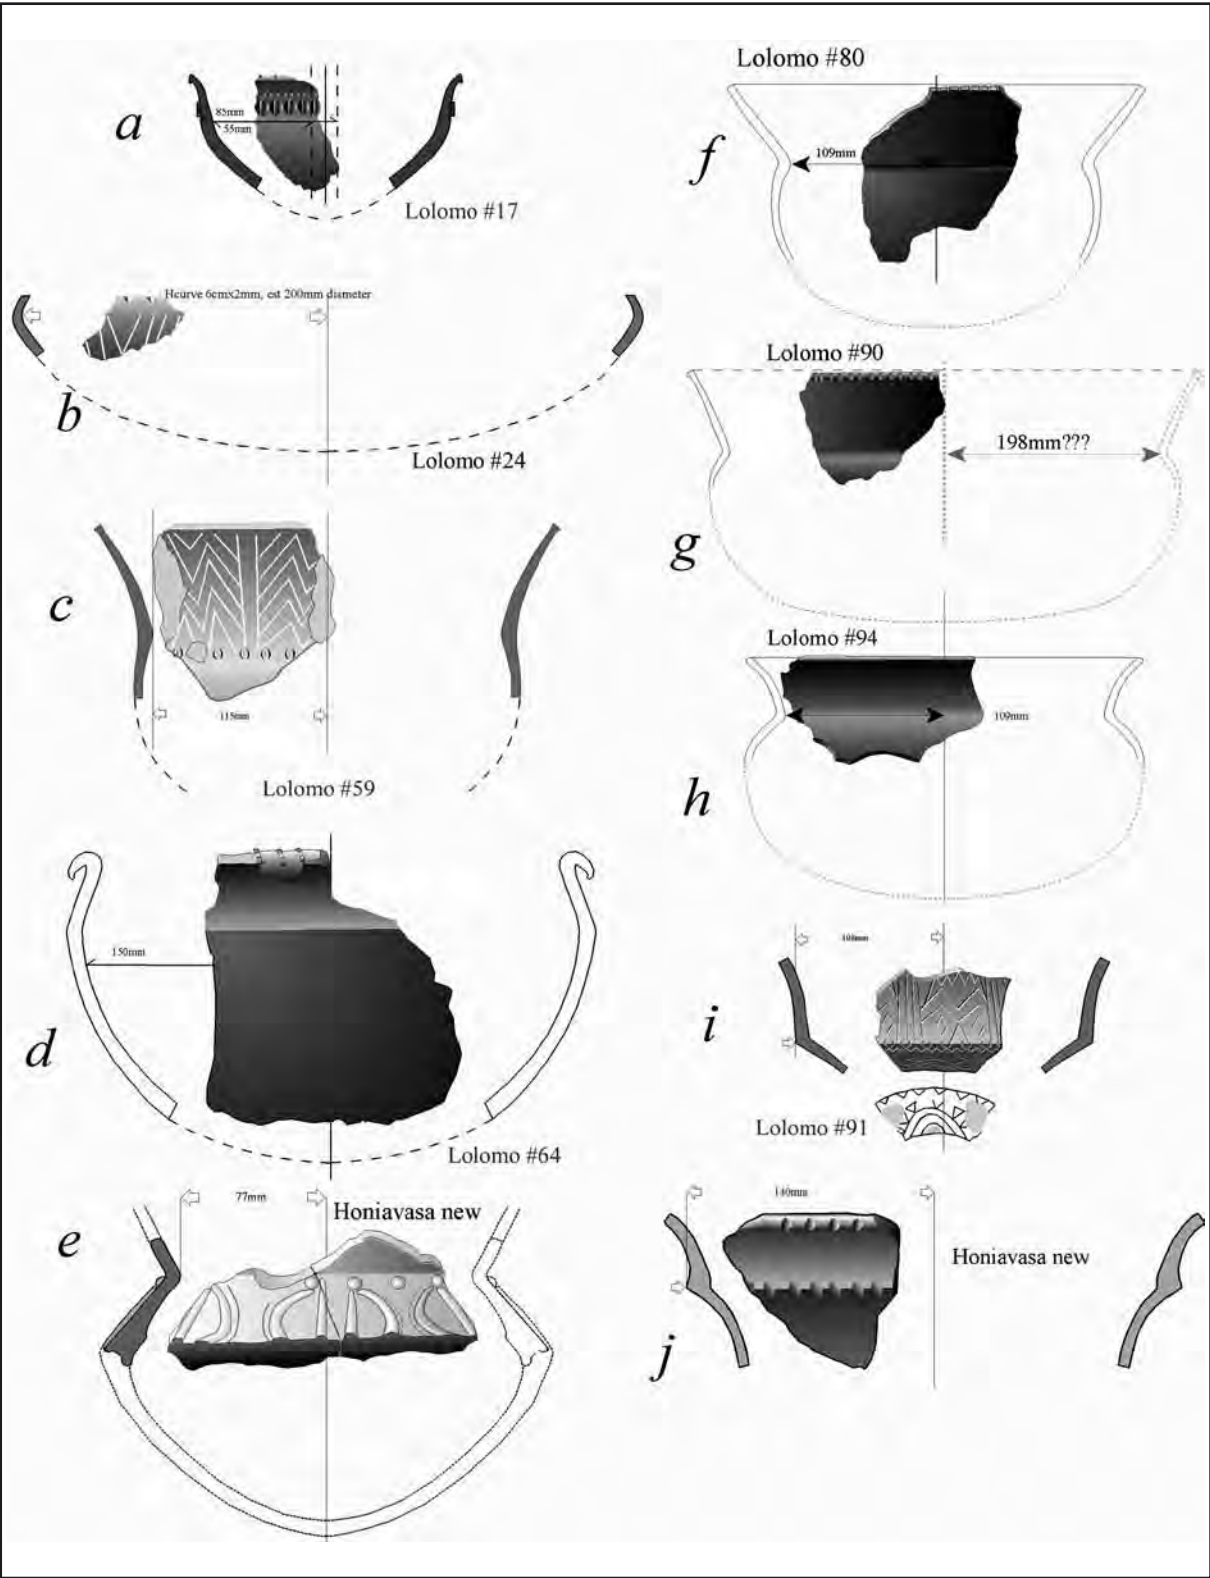 a
85mm
55mm
Lolomo #17
Hcurve 6cmx2mm, est 200mm diameter
b
Lolomo #24
c
115mm
Lolomo #59
150mm
d
Lolomo #64
77mm
e
Honiavasa new
Lolomo #80
f
109mm
Lolomo #90
198mm???
g
Lolomo #94
109mm
h
i
Lolomo #91
140mm
Honiavasa new
j